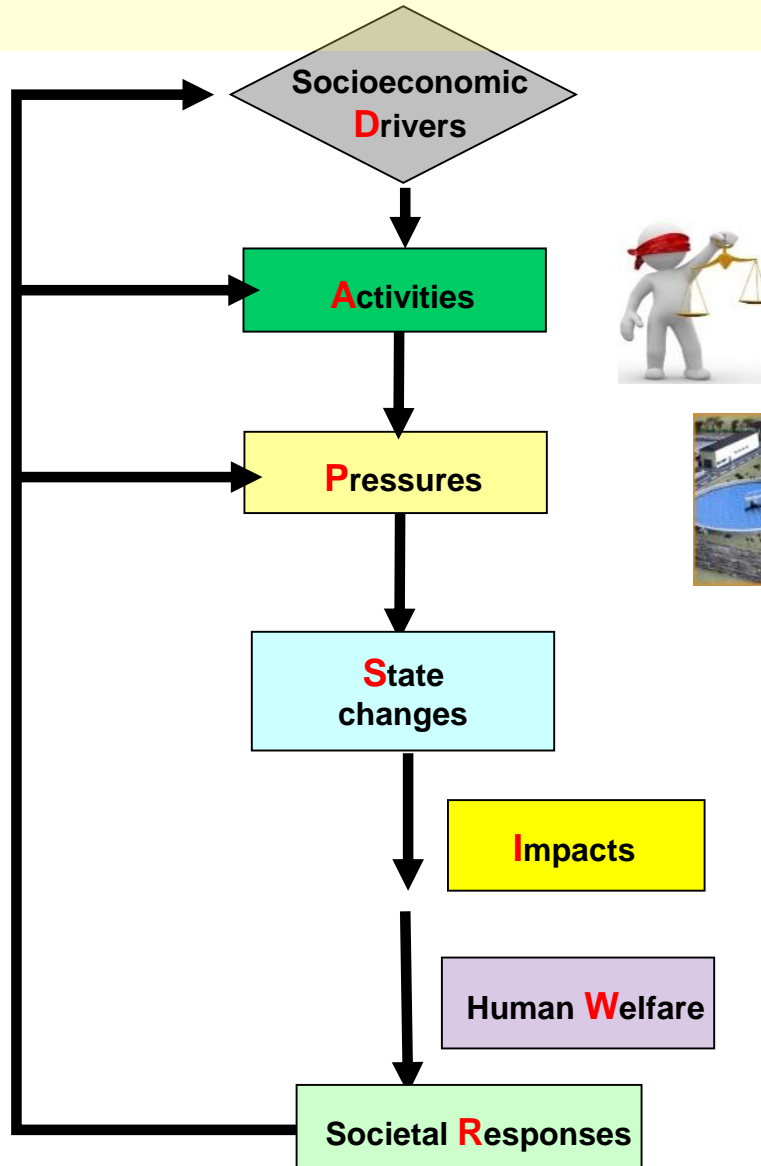 Socioeconomic
Drivers
Activities
Pressures
State
changes
Impacts
Human Welfare
Societal Responses